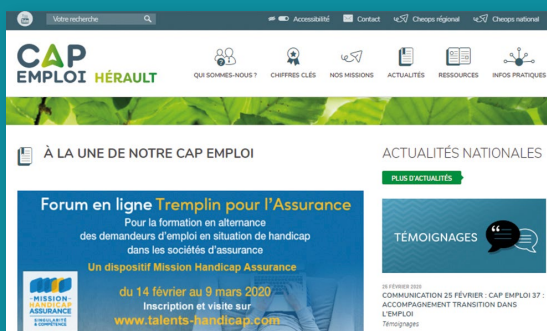 Votre recherche
Accessibilité
Contact
Cheops régional
Cheops national
CAP
EMPLOI HÉRAULT
QUI SOMMES-NOUS ?
CHIFFRES CLÉS
NOS MISSIONS
ACTUALITÉS
RESSOURCES
INFOS PRATIQUES
À LA UNE DE NOTRE CAP EMPLOI
Forum en ligne Tremplin pour l'Assurance
Pour la formation en alternance
des demandeurs d'emploi en situation de handicap
dans les sociétés d'assurance
Un dispositif Mission Handicap Assurance
du 14 février au 9 mars 2020
Inscription et visite sur
www.talents-handicap.com
-MISSION-
HANDICAP
ASSURANCE
SINGULARITÉ
& COMPÉTENCE
ACTUALITÉS NATIONALES
PLUS D'ACTUALITÉS
TÉMOIGNAGES
26 FÉVRIER 2020
COMMUNICATION 25 FÉVRIER : CAP EMPLOI 37 :
ACCOMPAGNEMENT TRANSITION DANS
L'EMPLOI
Témoignages